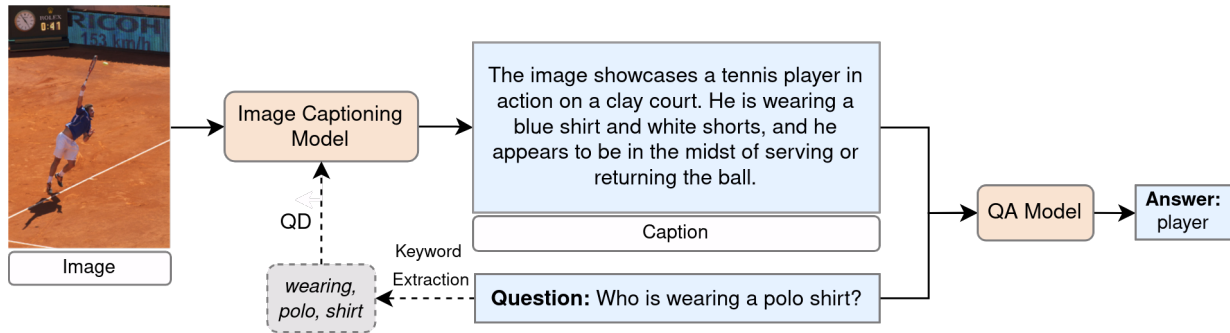 ROLEX
0:41
RICOH
153 km/h
Image
Image Captioning
Model
QD
wearing,
polo, shirt
Keyword
Extraction
The image showcases a tennis player in
action on a clay court. He is wearing a
blue shirt and white shorts, and he
appears to be in the midst of serving or
returning the ball.
Caption
Question: Who is wearing a polo shirt?
QA Model
Answer:
player